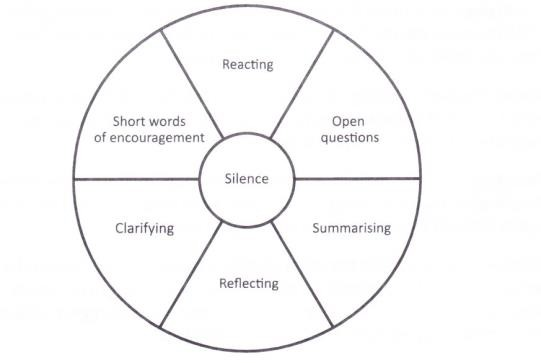 Reacting
Short words
of encouragement
Open
questions
Silence
Clarifying
Summarising
Reflecting